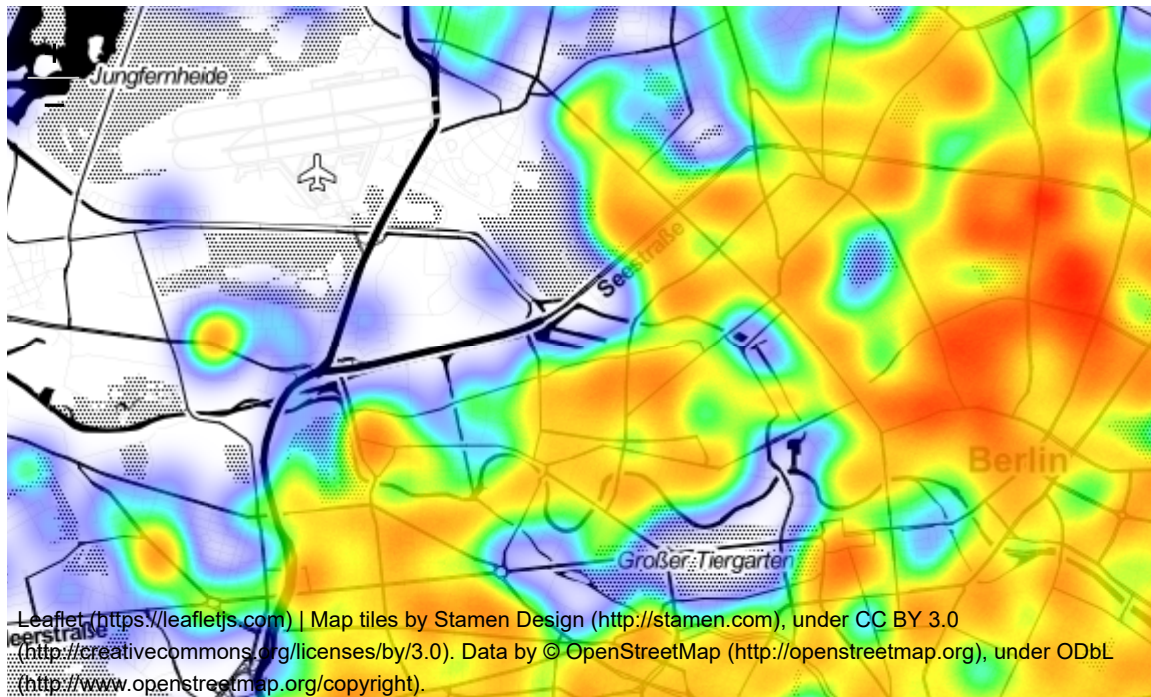 Jungfernheide
Seestraße
Berlin
Großer Tiergarten
Leaflet (https://leafletjs.com) | Map tiles by Stamen Design (http://stamen.com), under CC BY 3.0
eerstraße
(http://creativecommons.org/licenses/by/3.0). Data by © OpenStreetMap (http://openstreetmap.org), under ODbL
(http://www.openstreetmap.org/copyright).